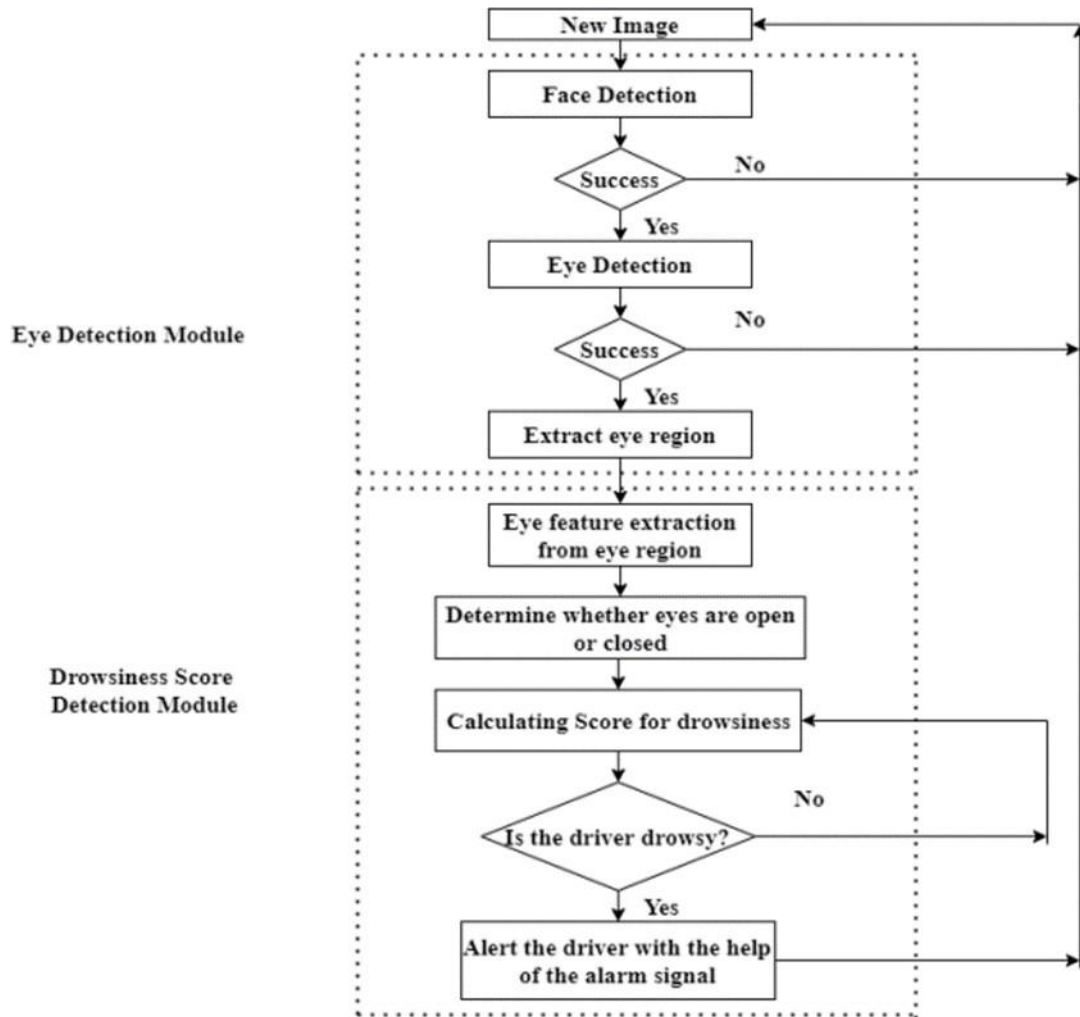 New Image
Face Detection
No
Success
Yes
Eye Detection
No
Eye Detection Module
Success
Yes
Extract eye region
Eye feature extraction
from eye region
Determine whether eyes are open
or closed
Drowsiness Score
Detection Module
Calculating Score for drowsiness
No
Is the driver drowsy?
Yes
Alert the driver with the help
of the alarm signal